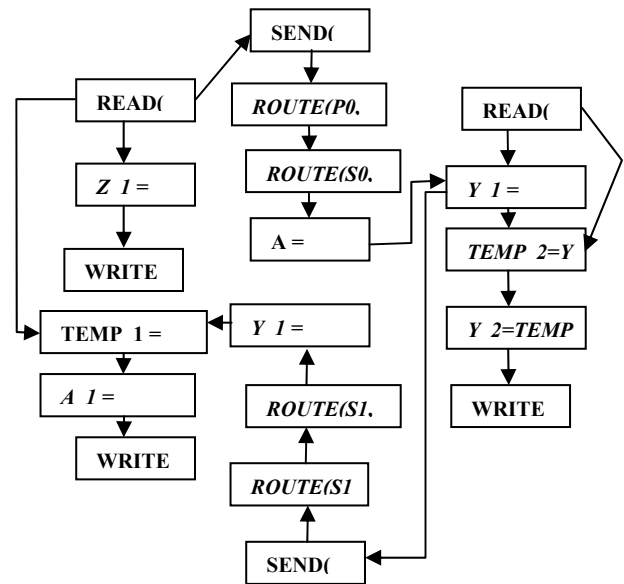 SEND(
READ(
ROUTE(P0,
ROUTE(S0,
A =
Z 1 =
WRITE
READ(
Y 1 =
TEMP 2=Y
Y 2=TEMP
WRITE
TEMP 1 =
Y 1 =
A 1 =
WRITE
ROUTE(S1,
ROUTE(S1
SEND(